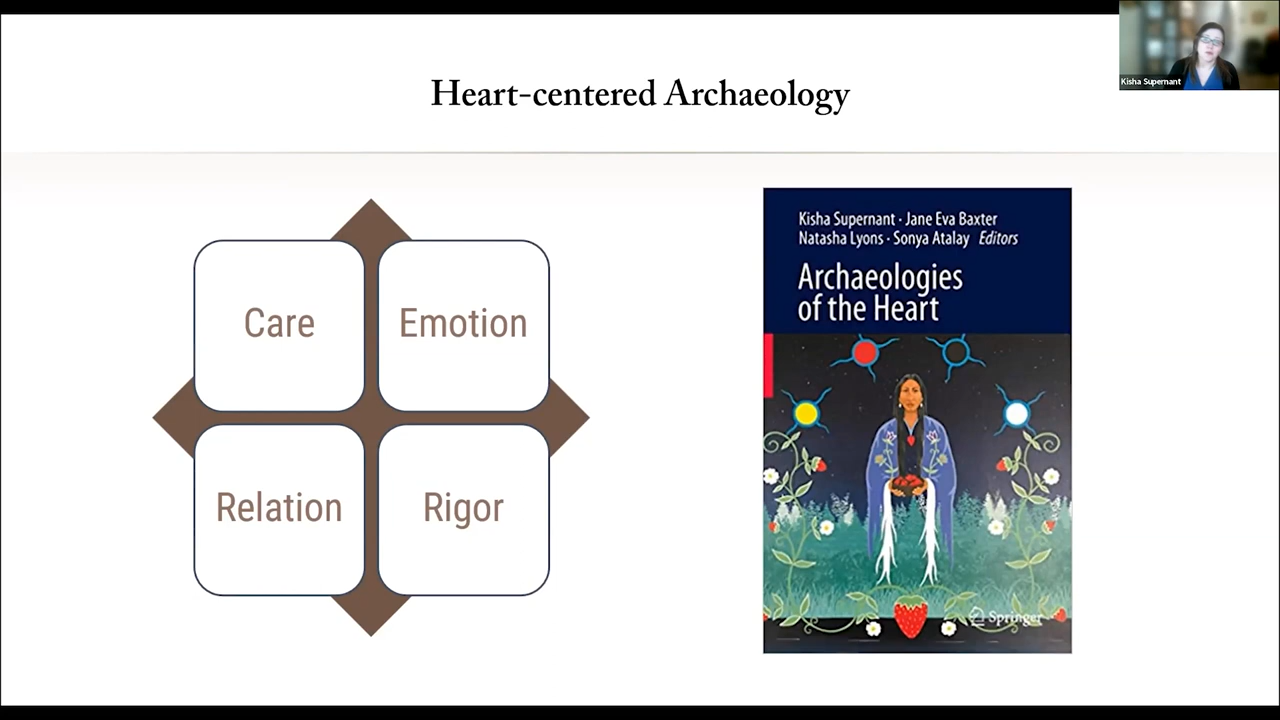 Kisha Supernant
Heart-centered Archaeology
Care
Emotion
Relation
Rigor
Kisha Supernant · Jane Eva Baxter
Natasha Lyons · Sonya Atalay Editors
Archaeologies
of the Heart
Springer